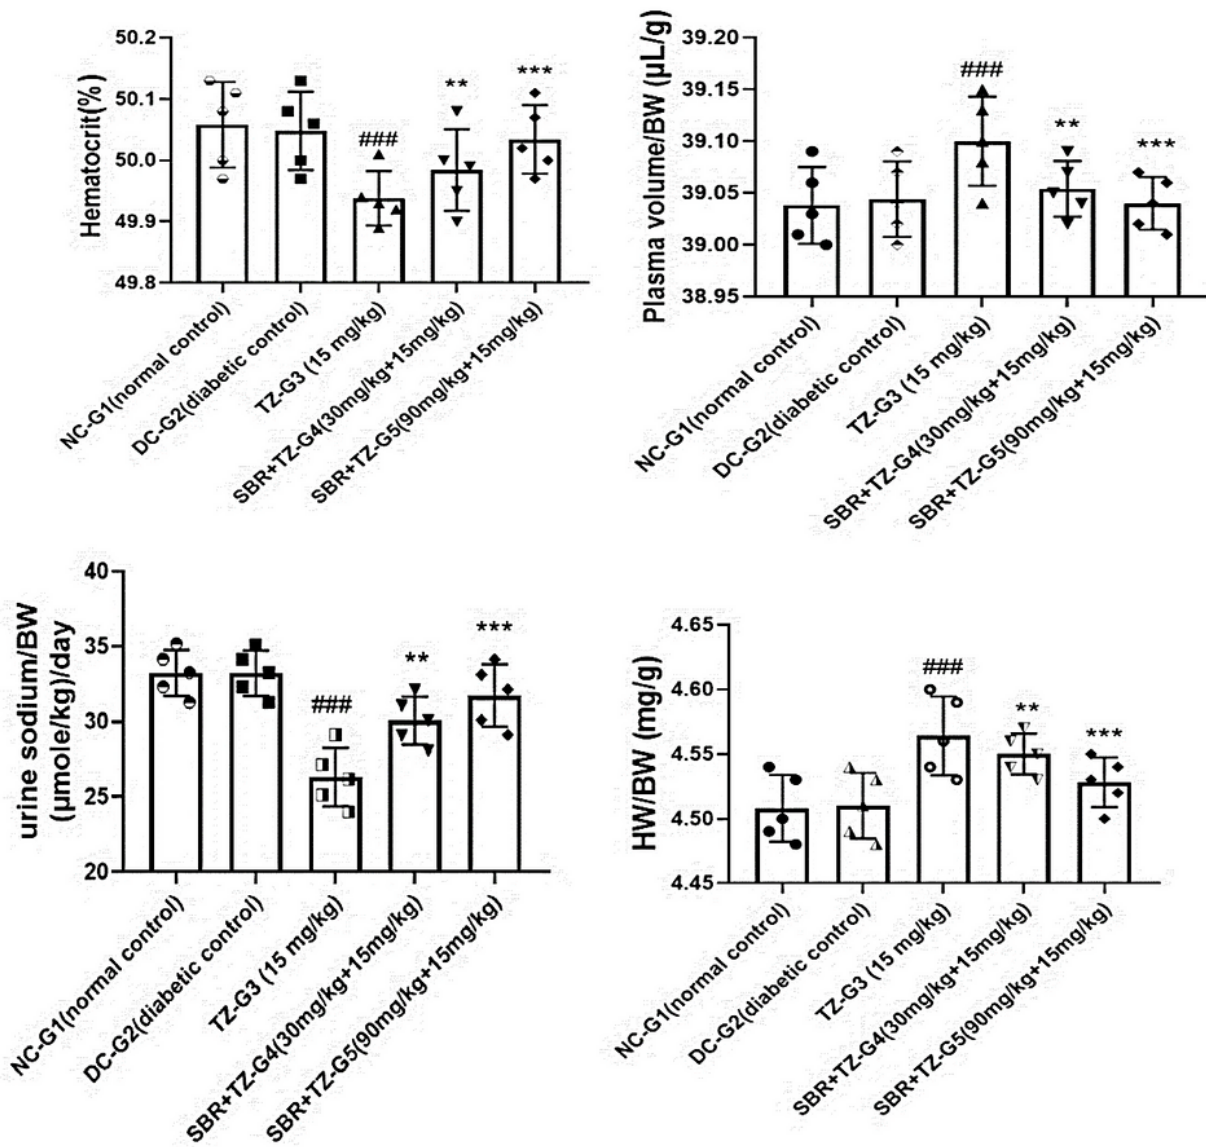 Hematocrit(%)
50.2
50.1
50.0
49.9
49.8
###
**
***
NC-G1(normal control)
DC-G2(diabetic control)
TZ-G3 (15 mg/kg)
SBR+TZ-G4(30mg/kg+15mg/kg)
SBR+TZ-G5(90mg/kg+15mg/kg)
Plasma volume/BW (µL/g)
39.20
39.15
39.10
39.05
39.00
38.95
###
**
***
NC-G1(normal control)
DC-G2(diabetic control)
TZ-G3 (15 mg/kg)
SBR+TZ-G4(30mg/kg+15mg/kg)
SBR+TZ-G5(90mg/kg+15mg/kg)
urine sodium/BW
(µmole/kg)/day
40
35
30
25
20
###
**
***
NC-G1(normal control)
DC-G2(diabetic control)
TZ-G3 (15 mg/kg)
SBR+TZ-G4(30mg/kg+15mg/kg)
SBR+TZ-G5(90mg/kg+15mg/kg)
HW/BW (mg/g)
4.65
4.60
4.55
4.50
4.45
###
**
***
NC-G1(normal control)
DC-G2(diabetic control)
TZ-G3 (15 mg/kg)
SBR+TZ-G4(30mg/kg+15mg/kg)
SBR+TZ-G5(90mg/kg+15mg/kg)